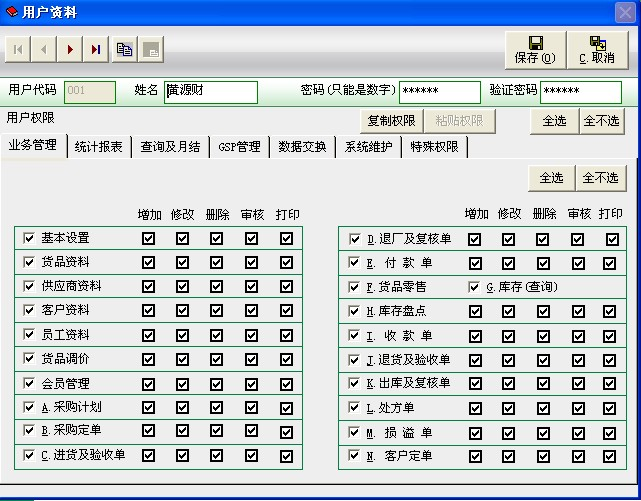 用户资料
保存(O) C.取消
用户代码 001 姓名 黄源财 密码(只能是数字) ****** 验证密码 ******
用户权限 复制权限 粘贴权限 全选 全不选
业务管理 统计报表 查询及月结 GSP管理 数据交换 系统维护 特殊权限
全选 全不选
增加 修改 删除 审核 打印
基本设置
货品资料
供应商资料
客户资料
员工资料
货品调价
会员管理
A.采购计划
B.采购定单
C.进货及验收单
增加 修改 删除 审核 打印
D.退厂及复核单
E. 付 款 单
F.货品零售 G.库存(查询)
H.库存盘点
I. 收 款 单
J.退货及验收单
K.出库及复核单
L.处方单
M. 损 溢 单
N. 客户定单